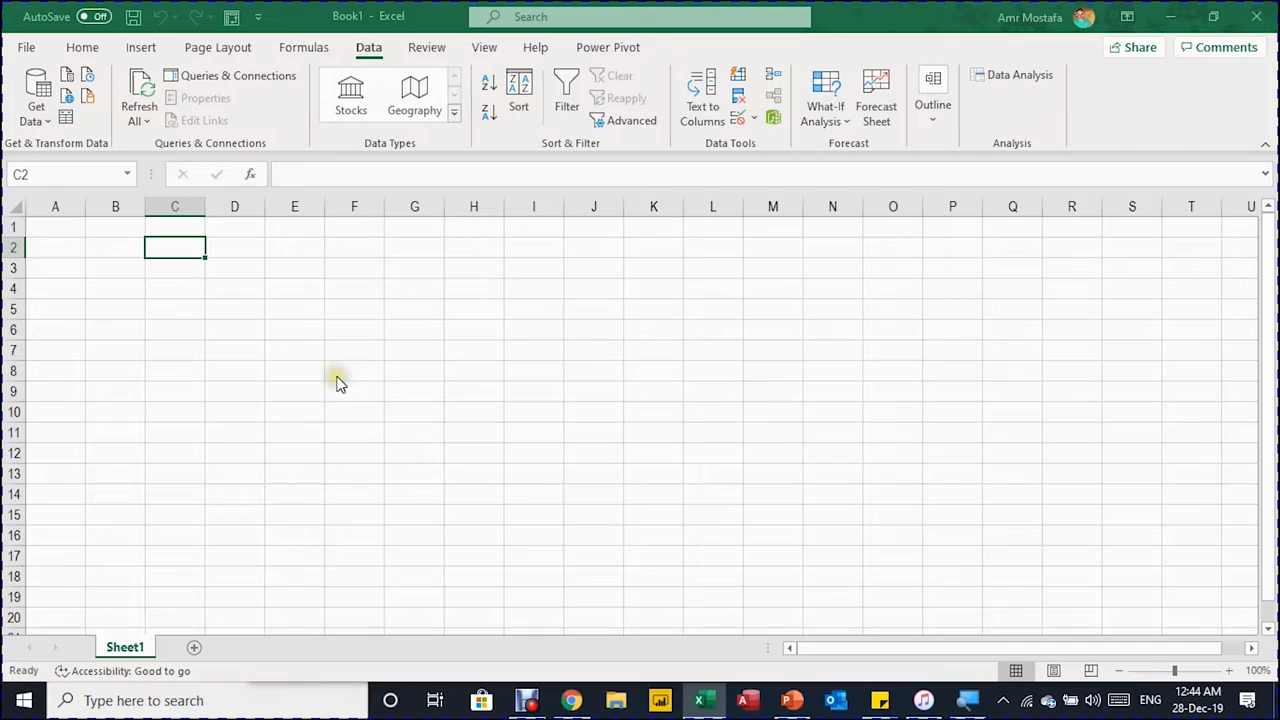 AutoSave Off Book1 - Excel Search Amr Mostafa
File Home Insert Page Layout Formulas Data Review View Help Power Pivot Share Comments
Get Data
Refresh All
Queries & Connections
Properties
Edit Links
Stocks
Geography
Sort
Filter
Clear
Reapply
Advanced
Text to Columns
What-If Analysis
Forecast Sheet
Outline
Data Analysis
Get & Transform Data Queries & Connections Data Types Sort & Filter Data Tools Forecast Analysis
C2 fx
A B C D E F G H I J K L M N O P Q R S T U
1
2
3
4
5
6
7
8
9
10
11
12
13
14
15
16
17
18
19
20
Sheet1
Ready Accessibility: Good to go 100%
Type here to search ENG 12:44 AM
28-Dec-19